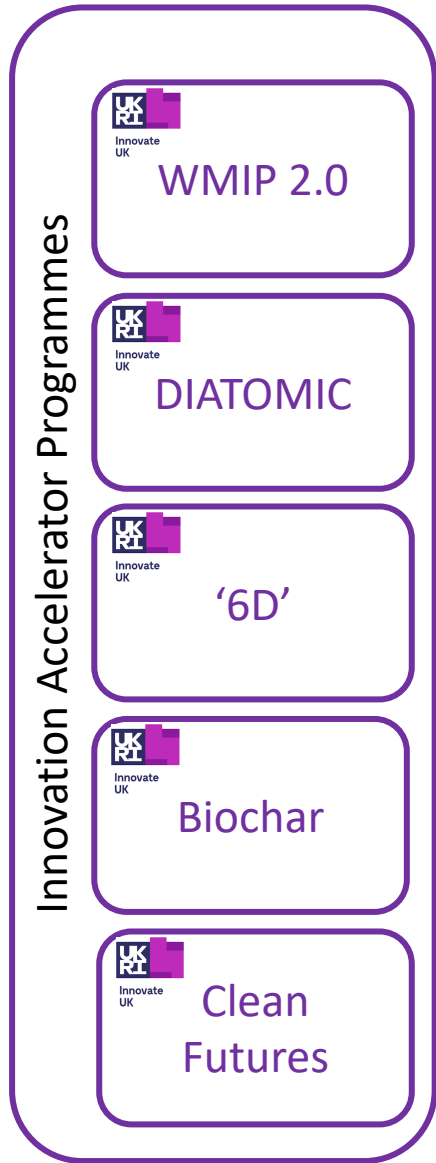 Innovation Accelerator Programmes
UK
RI
Innovate
UK
WMIP 2.0
UK
RI
Innovate
UK
DIATOMIC
UK
RI
Innovate
UK
‘6D’
UK
RI
Innovate
UK
Biochar
UK
RI
Innovate
UK
Clean
Futures